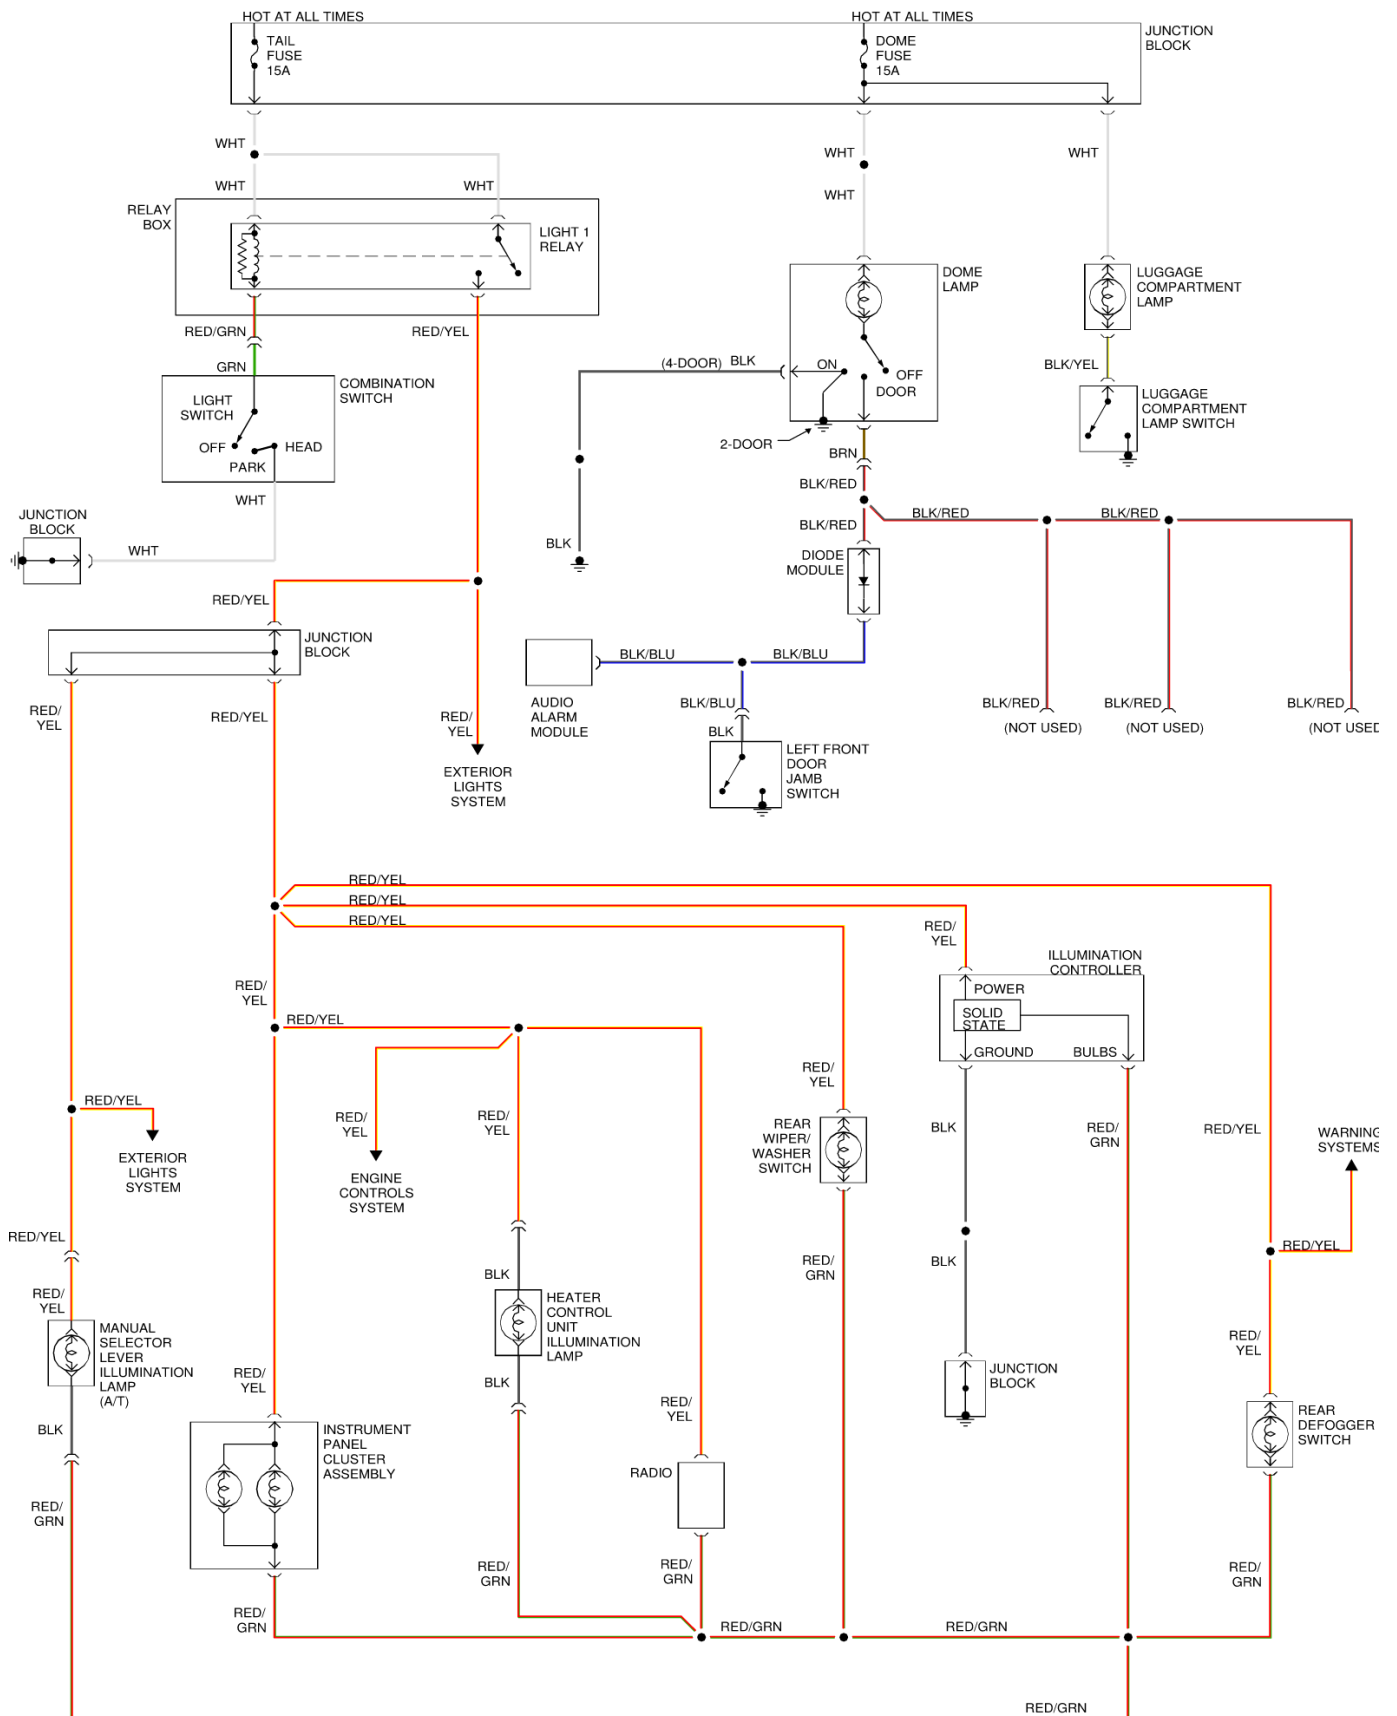 HOT AT ALL TIMES
HOT AT ALL TIMES
TAIL
FUSE
15A
DOME
FUSE
15A
JUNCTION
BLOCK
WHT
WHT
WHT
WHT
WHT
WHT
RELAY
BOX
LIGHT 1
RELAY
DOME
LAMP
LUGGAGE
COMPARTMENT
LAMP
RED/GRN
RED/YEL
GRN
COMBINATION
SWITCH
LIGHT
SWITCH
OFF
HEAD
PARK
(4-DOOR)
BLK
ON
OFF
DOOR
2-DOOR
BRN
BLK/YEL
LUGGAGE
COMPARTMENT
LAMP SWITCH
WHT
BLK/RED
BLK/RED
BLK/RED
BLK/RED
JUNCTION
BLOCK
WHT
BLK
DIODE
MODULE
RED/YEL
JUNCTION
BLOCK
BLK/BLU
BLK/BLU
RED/
YEL
RED/YEL
RED/
YEL
AUDIO
ALARM
MODULE
BLK/BLU
BLK
BLK/RED
(NOT USED)
BLK/RED
(NOT USED)
BLK/RED
(NOT USED
EXTERIOR
LIGHTS
SYSTEM
LEFT FRONT
DOOR
JAMB
SWITCH
RED/YEL
RED/YEL
RED/YEL
RED/
YEL
ILLUMINATION
CONTROLLER
RED/
YEL
POWER
SOLID
STATE
RED/YEL
GROUND
BULBS
RED/
YEL
RED/YEL
RED/
YEL
RED/
YEL
REAR
WIPER/
WASHER
SWITCH
BLK
RED/
GRN
RED/YEL
WARNING
SYSTEMS
EXTERIOR
LIGHTS
SYSTEM
ENGINE
CONTROLS
SYSTEM
RED/YEL
RED/
GRN
BLK
RED/YEL
BLK
RED/
YEL
HEATER
CONTROL
UNIT
ILLUMINATION
LAMP
MANUAL
SELECTOR
LEVER
ILLUMINATION
LAMP
(A/T)
RED/
YEL
BLK
RED/
YEL
JUNCTION
BLOCK
RED/
YEL
BLK
INSTRUMENT
PANEL
CLUSTER
ASSEMBLY
RADIO
REAR
DEFOGGER
SWITCH
RED/
GRN
RED/
GRN
RED/
GRN
RED/
GRN
RED/
GRN
RED/GRN
RED/GRN
RED/GRN